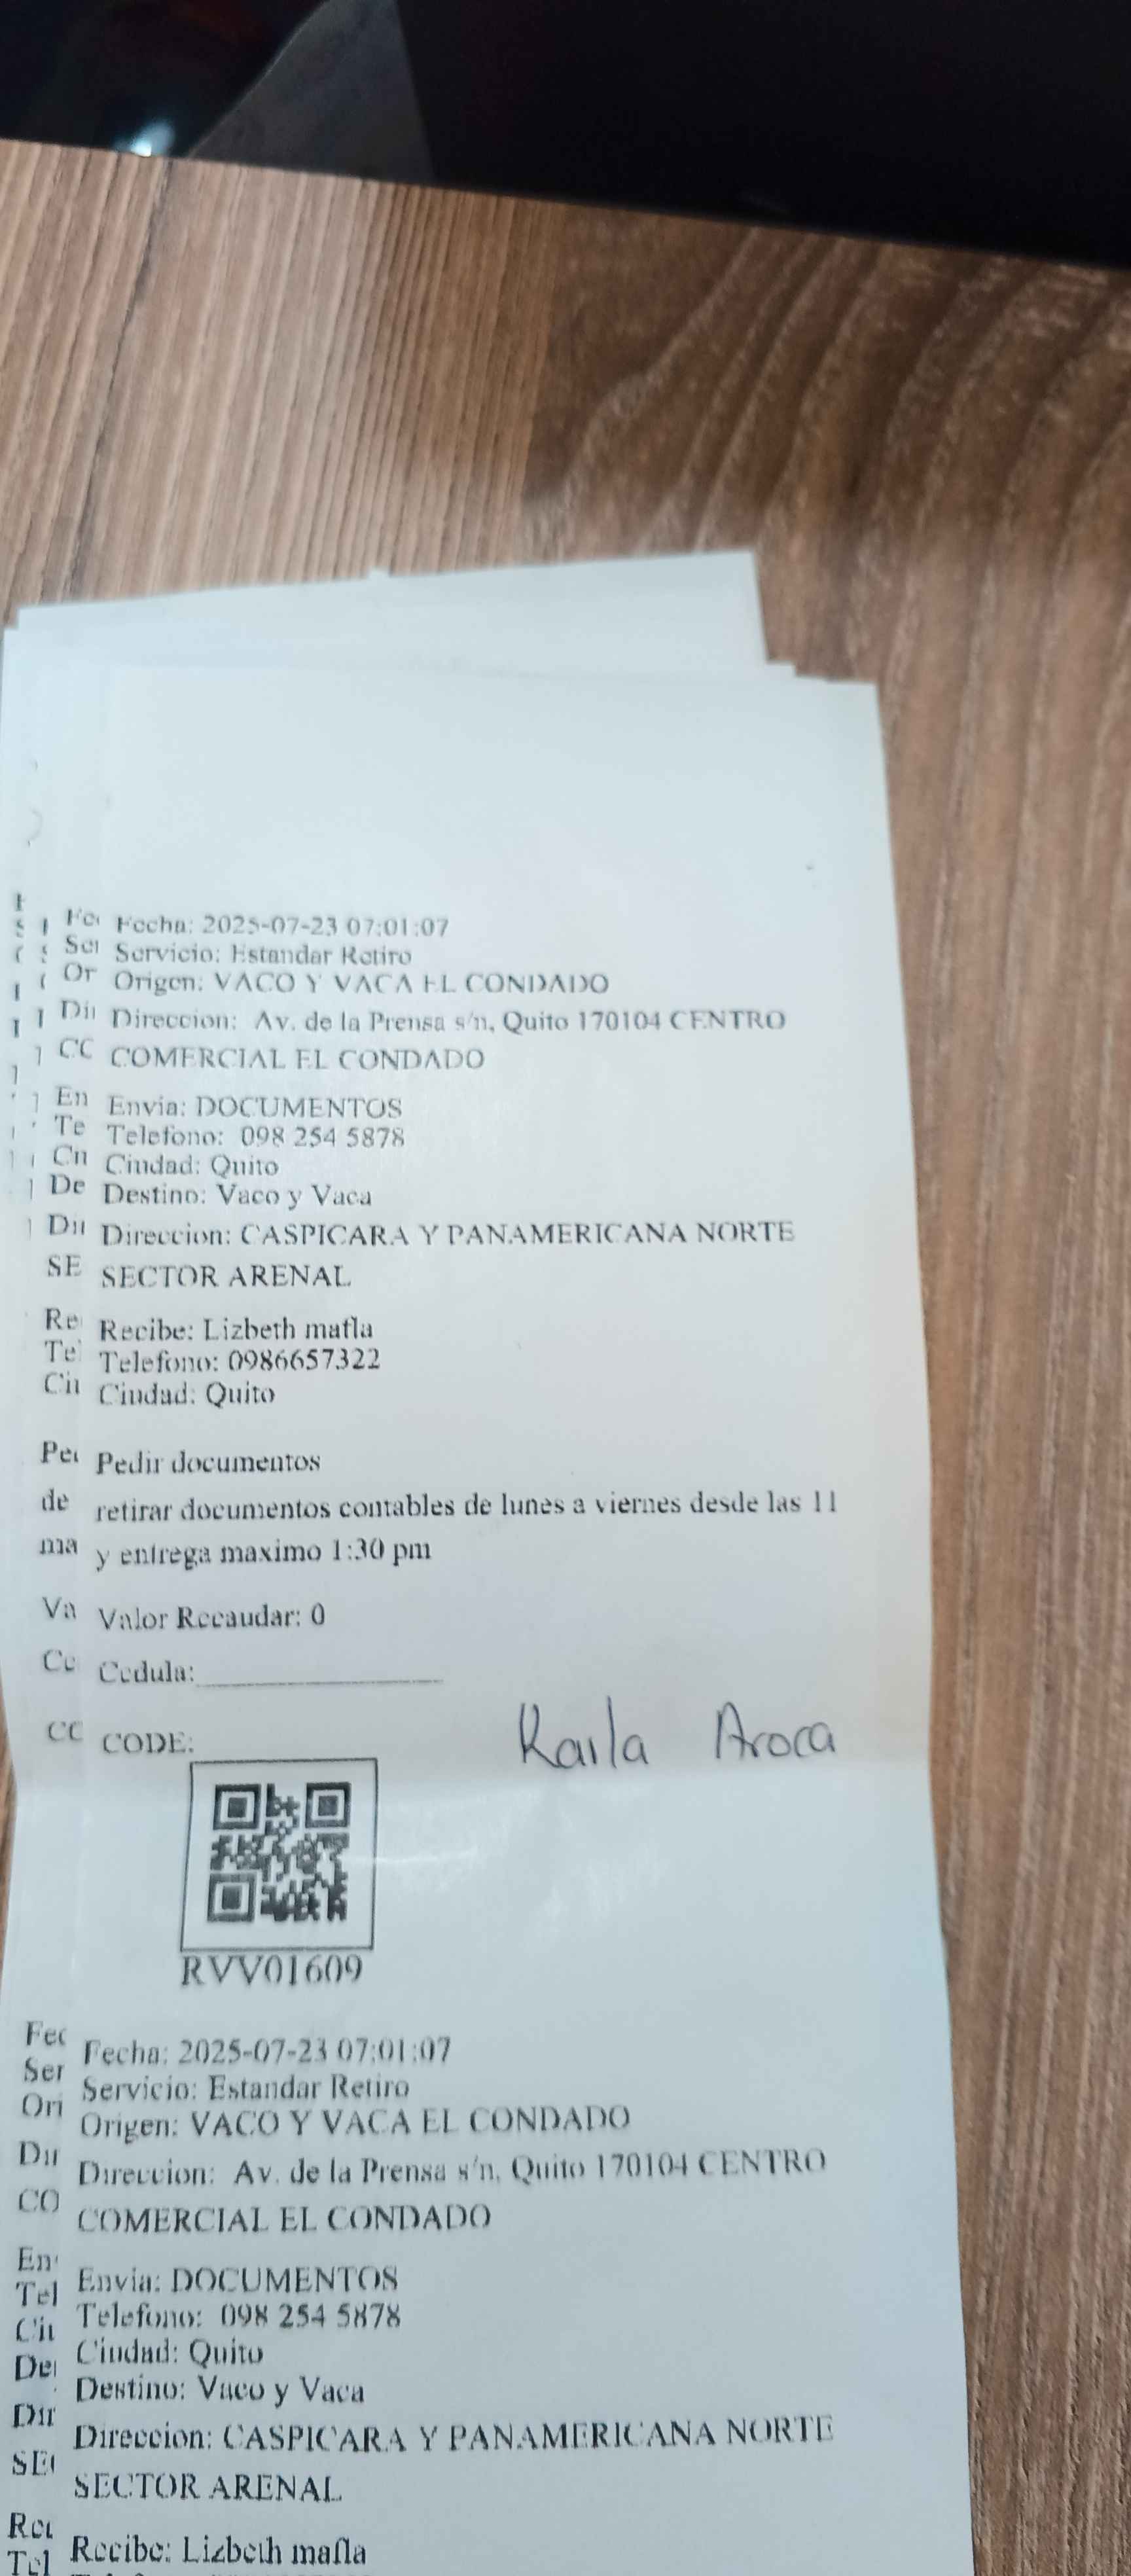 Fecha: 2025-07-23 07:01:07
Servicio: Estandar Retiro
Origen: VACO Y VACA EL CONDADO
Direccion: Av. de la Prensa s/n, Quito 170104 CENTRO
COMERCIAL EL CONDADO
Envia: DOCUMENTOS
Telefono: 098 254 5878
Ciudad: Quito
Destino: Vaco y Vaca
Direccion: CASPICARA Y PANAMERICANA NORTE
SECTOR ARENAL
Recibe: Lizbeth mafla
Telefono: 0986657322
Ciudad: Quito
Pedir documentos
retirar documentos contables de lunes a viernes desde las 11
y entrega maximo 1:30 pm
Valor Recaudar: 0
Cedula:
CODE:
Karla Aroca
RVV01609
Fecha: 2025-07-23 07:01:07
Servicio: Estandar Retiro
Origen: VACO Y VACA EL CONDADO
Direccion: Av. de la Prensa s/n, Quito 170104 CENTRO
COMERCIAL EL CONDADO
Envia: DOCUMENTOS
Telefono: 098 254 5878
Ciudad: Quito
Destino: Vaco y Vaca
Direccion: CASPICARA Y PANAMERICANA NORTE
SECTOR ARENAL
Recibe: Lizbeth mafla